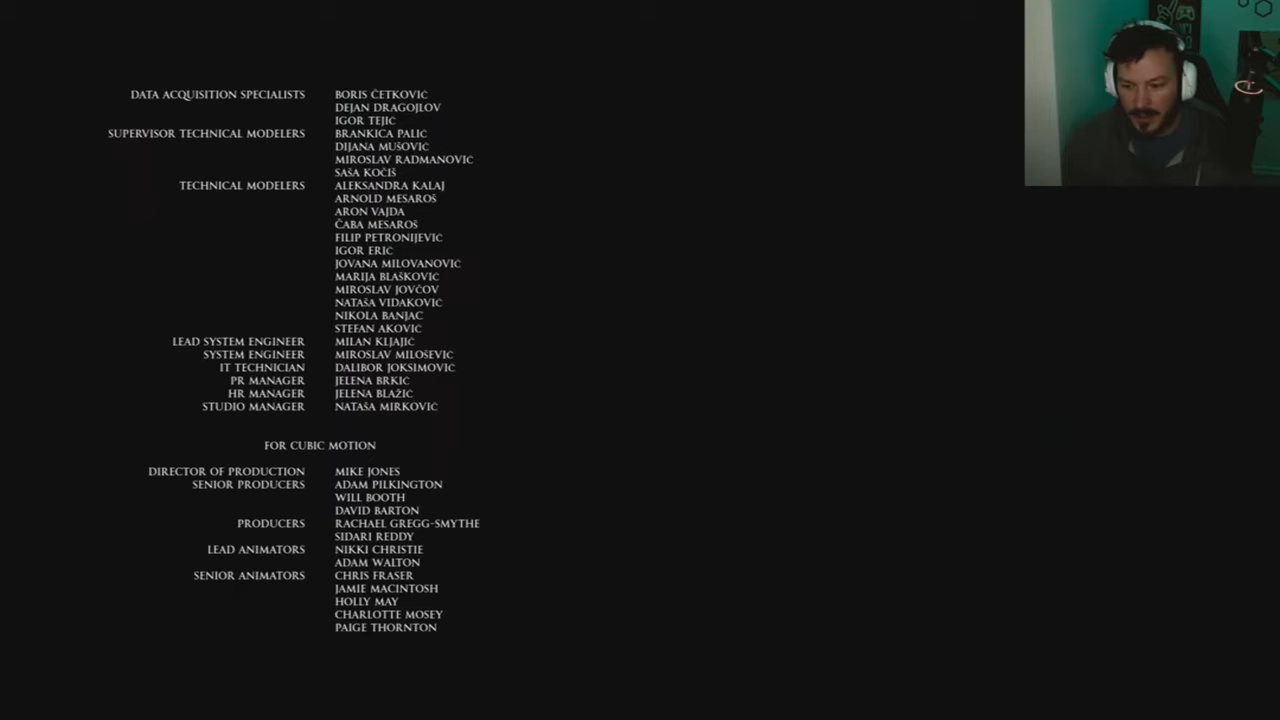 DATA ACQUISITION SPECIALISTS BORIS ČETKOVIĆ
DEJAN DRAGOJLOV
IGOR TEJIĆ
SUPERVISOR TECHNICAL MODELERS BRANKICA PALIĆ
DIJANA MUŠOVIĆ
MIROSLAV RADMANOVIĆ
SAŠA KOČIŠ
TECHNICAL MODELERS ALEKSANDRA KALAJ
ARNOLD MESAROŠ
ARON VAJDA
ČABA MESAROŠ
FILIP PETRONIJEVIĆ
IGOR ERIĆ
JOVANA MILOVANOVIĆ
MARIJA BLAŠKOVIĆ
MIROSLAV JOVČOV
NATAŠA VIDAKOVIĆ
NIKOLA BANJAC
STEFAN AKOVIĆ
LEAD SYSTEM ENGINEER MILAN KLJAJIĆ
SYSTEM ENGINEER MIROSLAV MILOŠEVIĆ
IT TECHNICIAN DALIBOR JOKSIMOVIĆ
PR MANAGER JELENA BRKIĆ
HR MANAGER JELENA BLAŽIĆ
STUDIO MANAGER NATAŠA MIRKOVIĆ
FOR CUBIC MOTION
DIRECTOR OF PRODUCTION MIKE JONES
SENIOR PRODUCERS ADAM PILKINGTON
WILL BOOTH
DAVID BARTON
PRODUCERS RACHAEL GREGG-SMYTHE
SIDARI REDDY
LEAD ANIMATORS NIKKI CHRISTIE
ADAM WALTON
SENIOR ANIMATORS CHRIS FRASER
JAMIE MACINTOSH
HOLLY MAY
CHARLOTTE MOSEY
PAIGE THORNTON